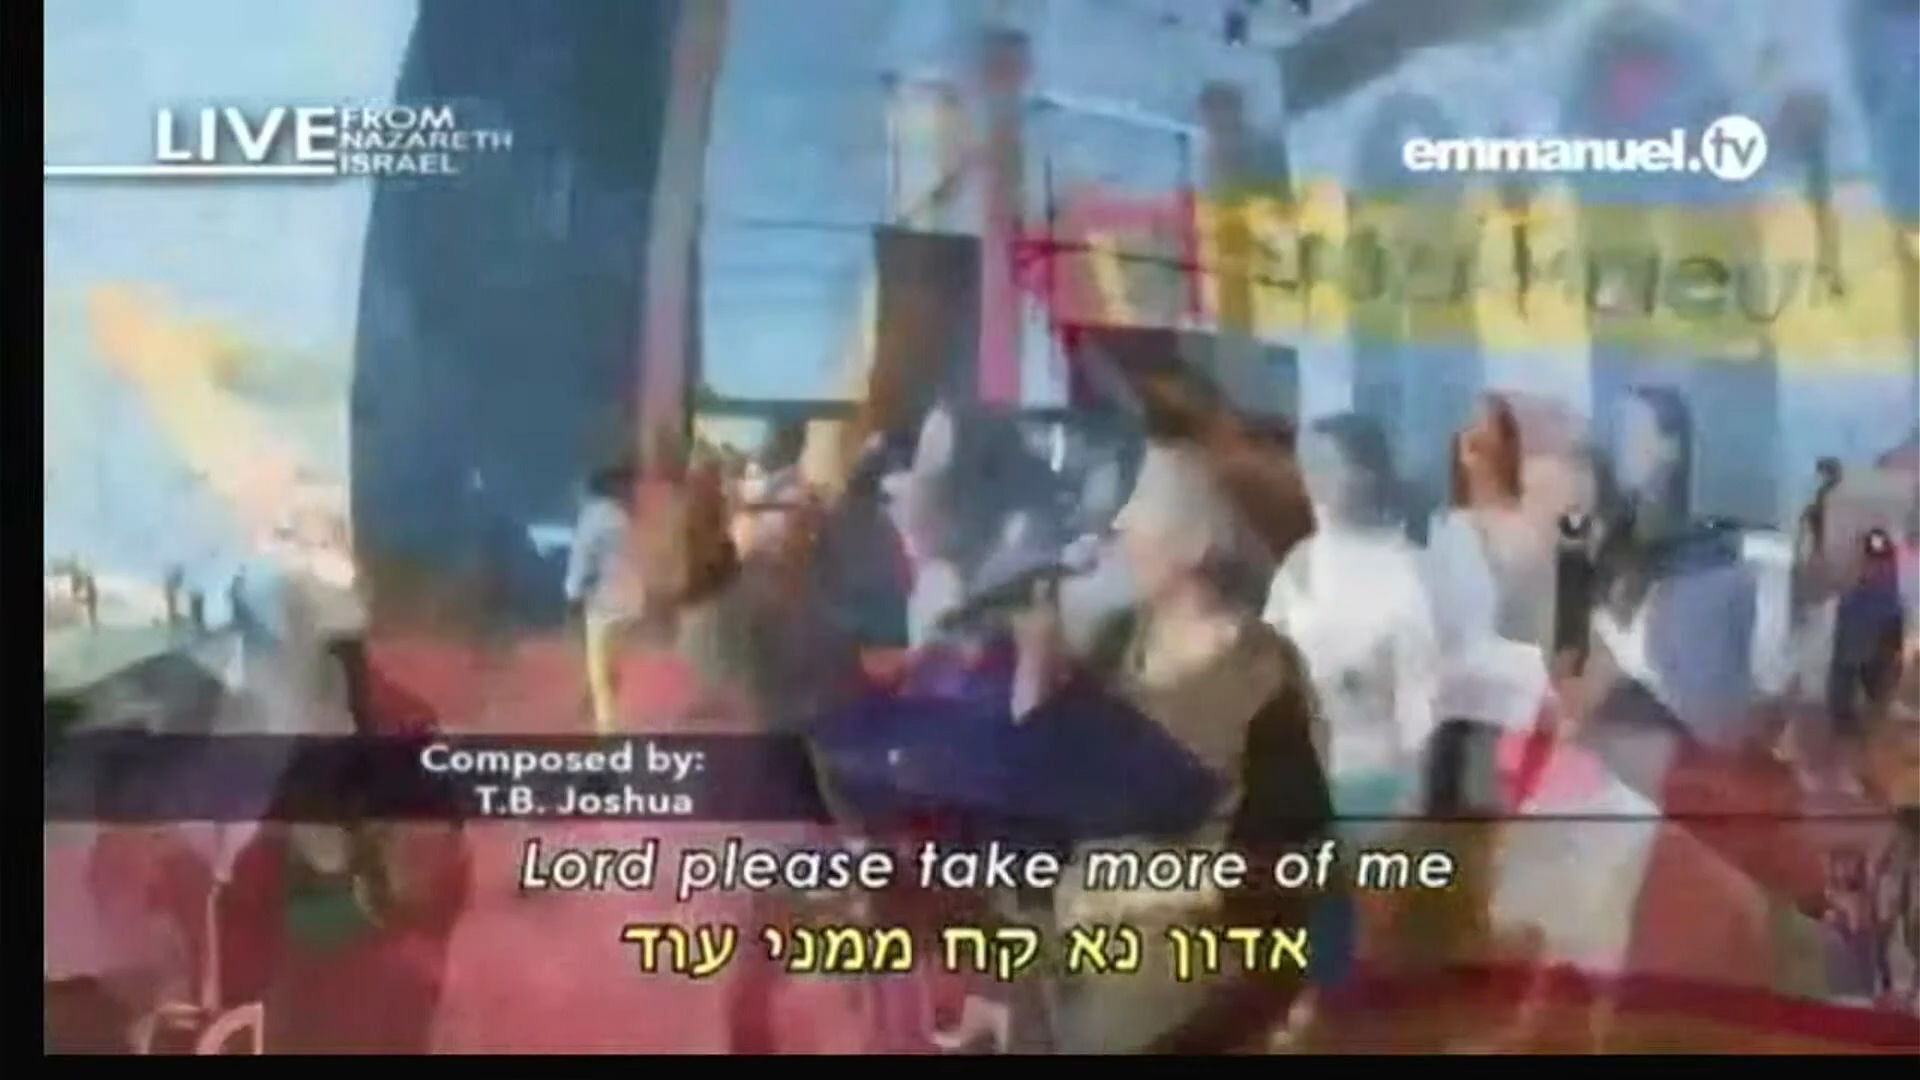 LIVE FROM
NAZARETH
ISRAEL
emmanuel.tv
Composed by:
T.B. Joshua
Lord please take more of me
אדון נא קח ממני עוד